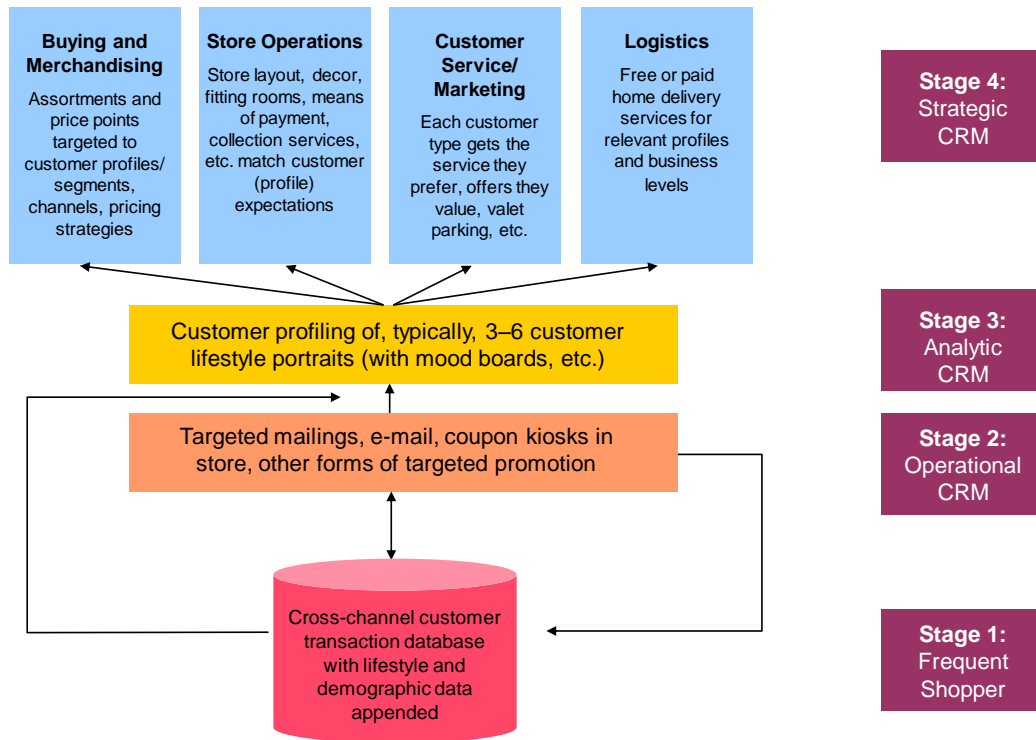 Buying and
Merchandising
Assortments and
price points
targeted to
customer profiles/
segments,
channels, pricing
strategies
Store Operations
Store layout, decor,
fitting rooms, means
of payment,
collection services,
etc. match customer
(profile)
expectations
Customer
Service/
Marketing
Each customer
type gets the
service they
prefer, offers they
value, valet
parking, etc.
Logistics
Free or paid
home delivery
services for
relevant profiles
and business
levels
Stage 4:
Strategic
CRM
Customer profiling of, typically, 3–6 customer
lifestyle portraits (with mood boards, etc.)
Stage 3:
Analytic
CRM
Targeted mailings, e-mail, coupon kiosks in
store, other forms of targeted promotion
Stage 2:
Operational
CRM
Cross-channel customer
transaction database
with lifestyle and
demographic data
appended
Stage 1:
Frequent
Shopper